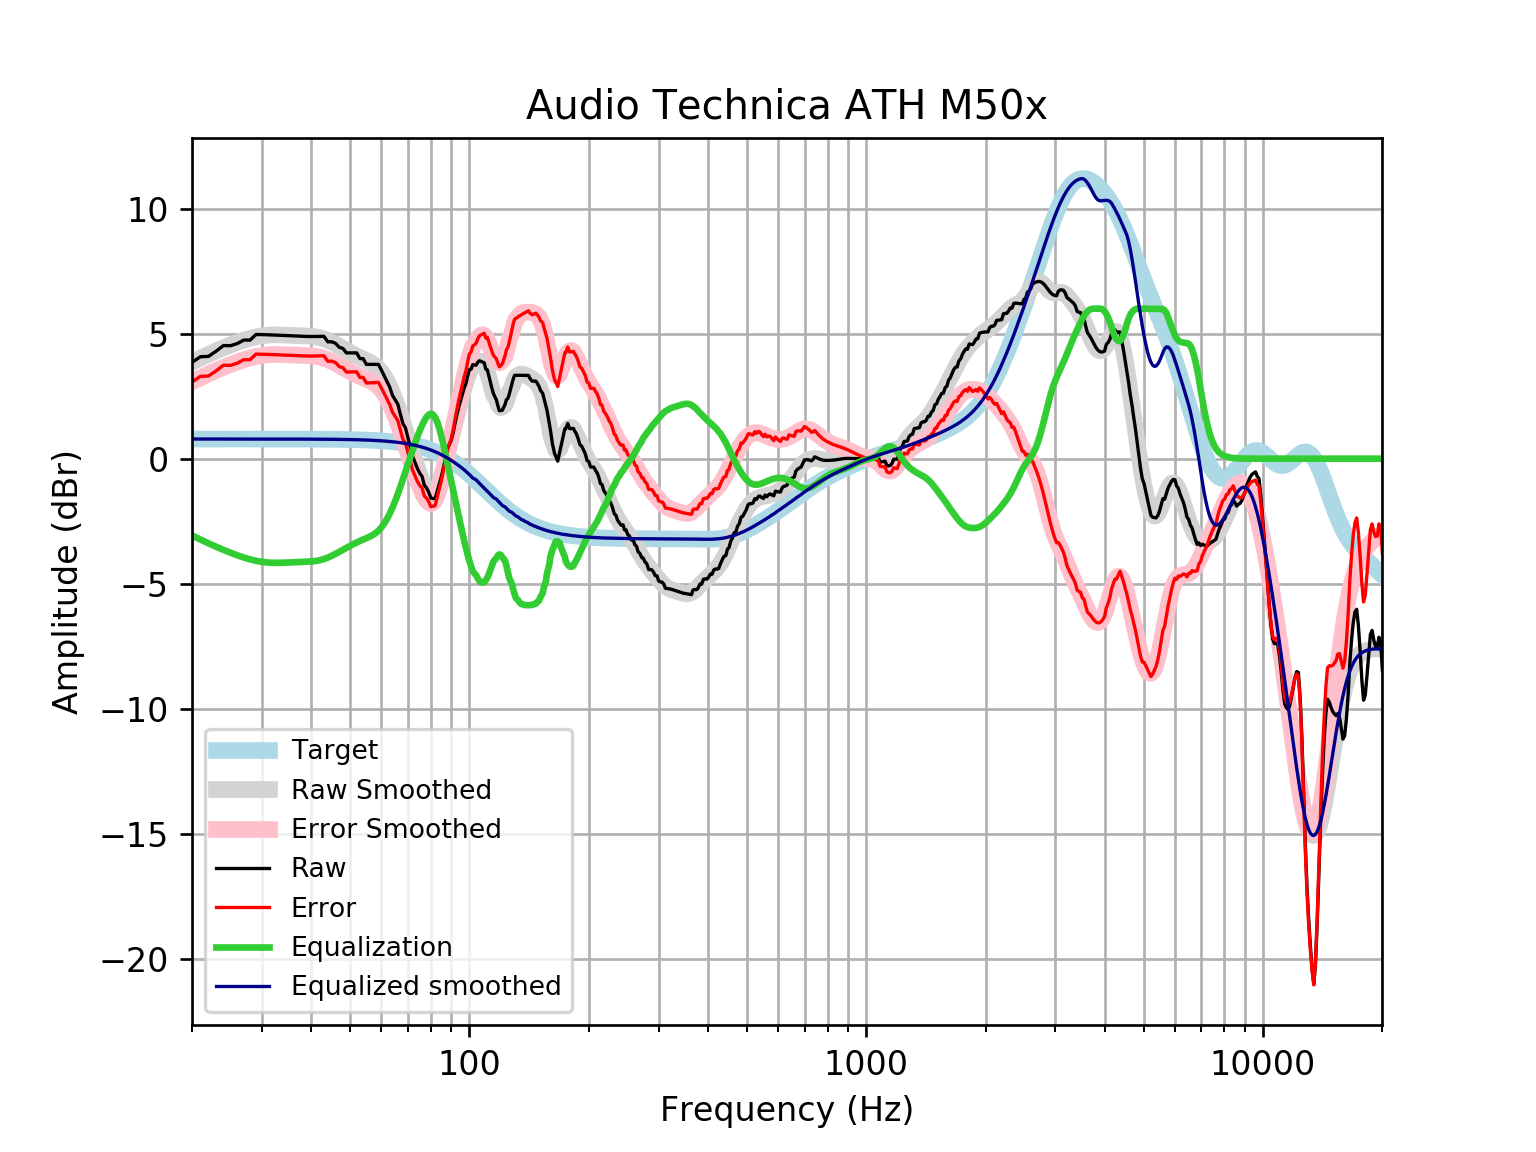 Audio Technica ATH M50x
Amplitude (dBr)
10
5
0
−5
−10
−15
−20
Target
Raw Smoothed
Error Smoothed
Raw
Error
Equalization
Equalized smoothed
100
1000
10000
Frequency (Hz)